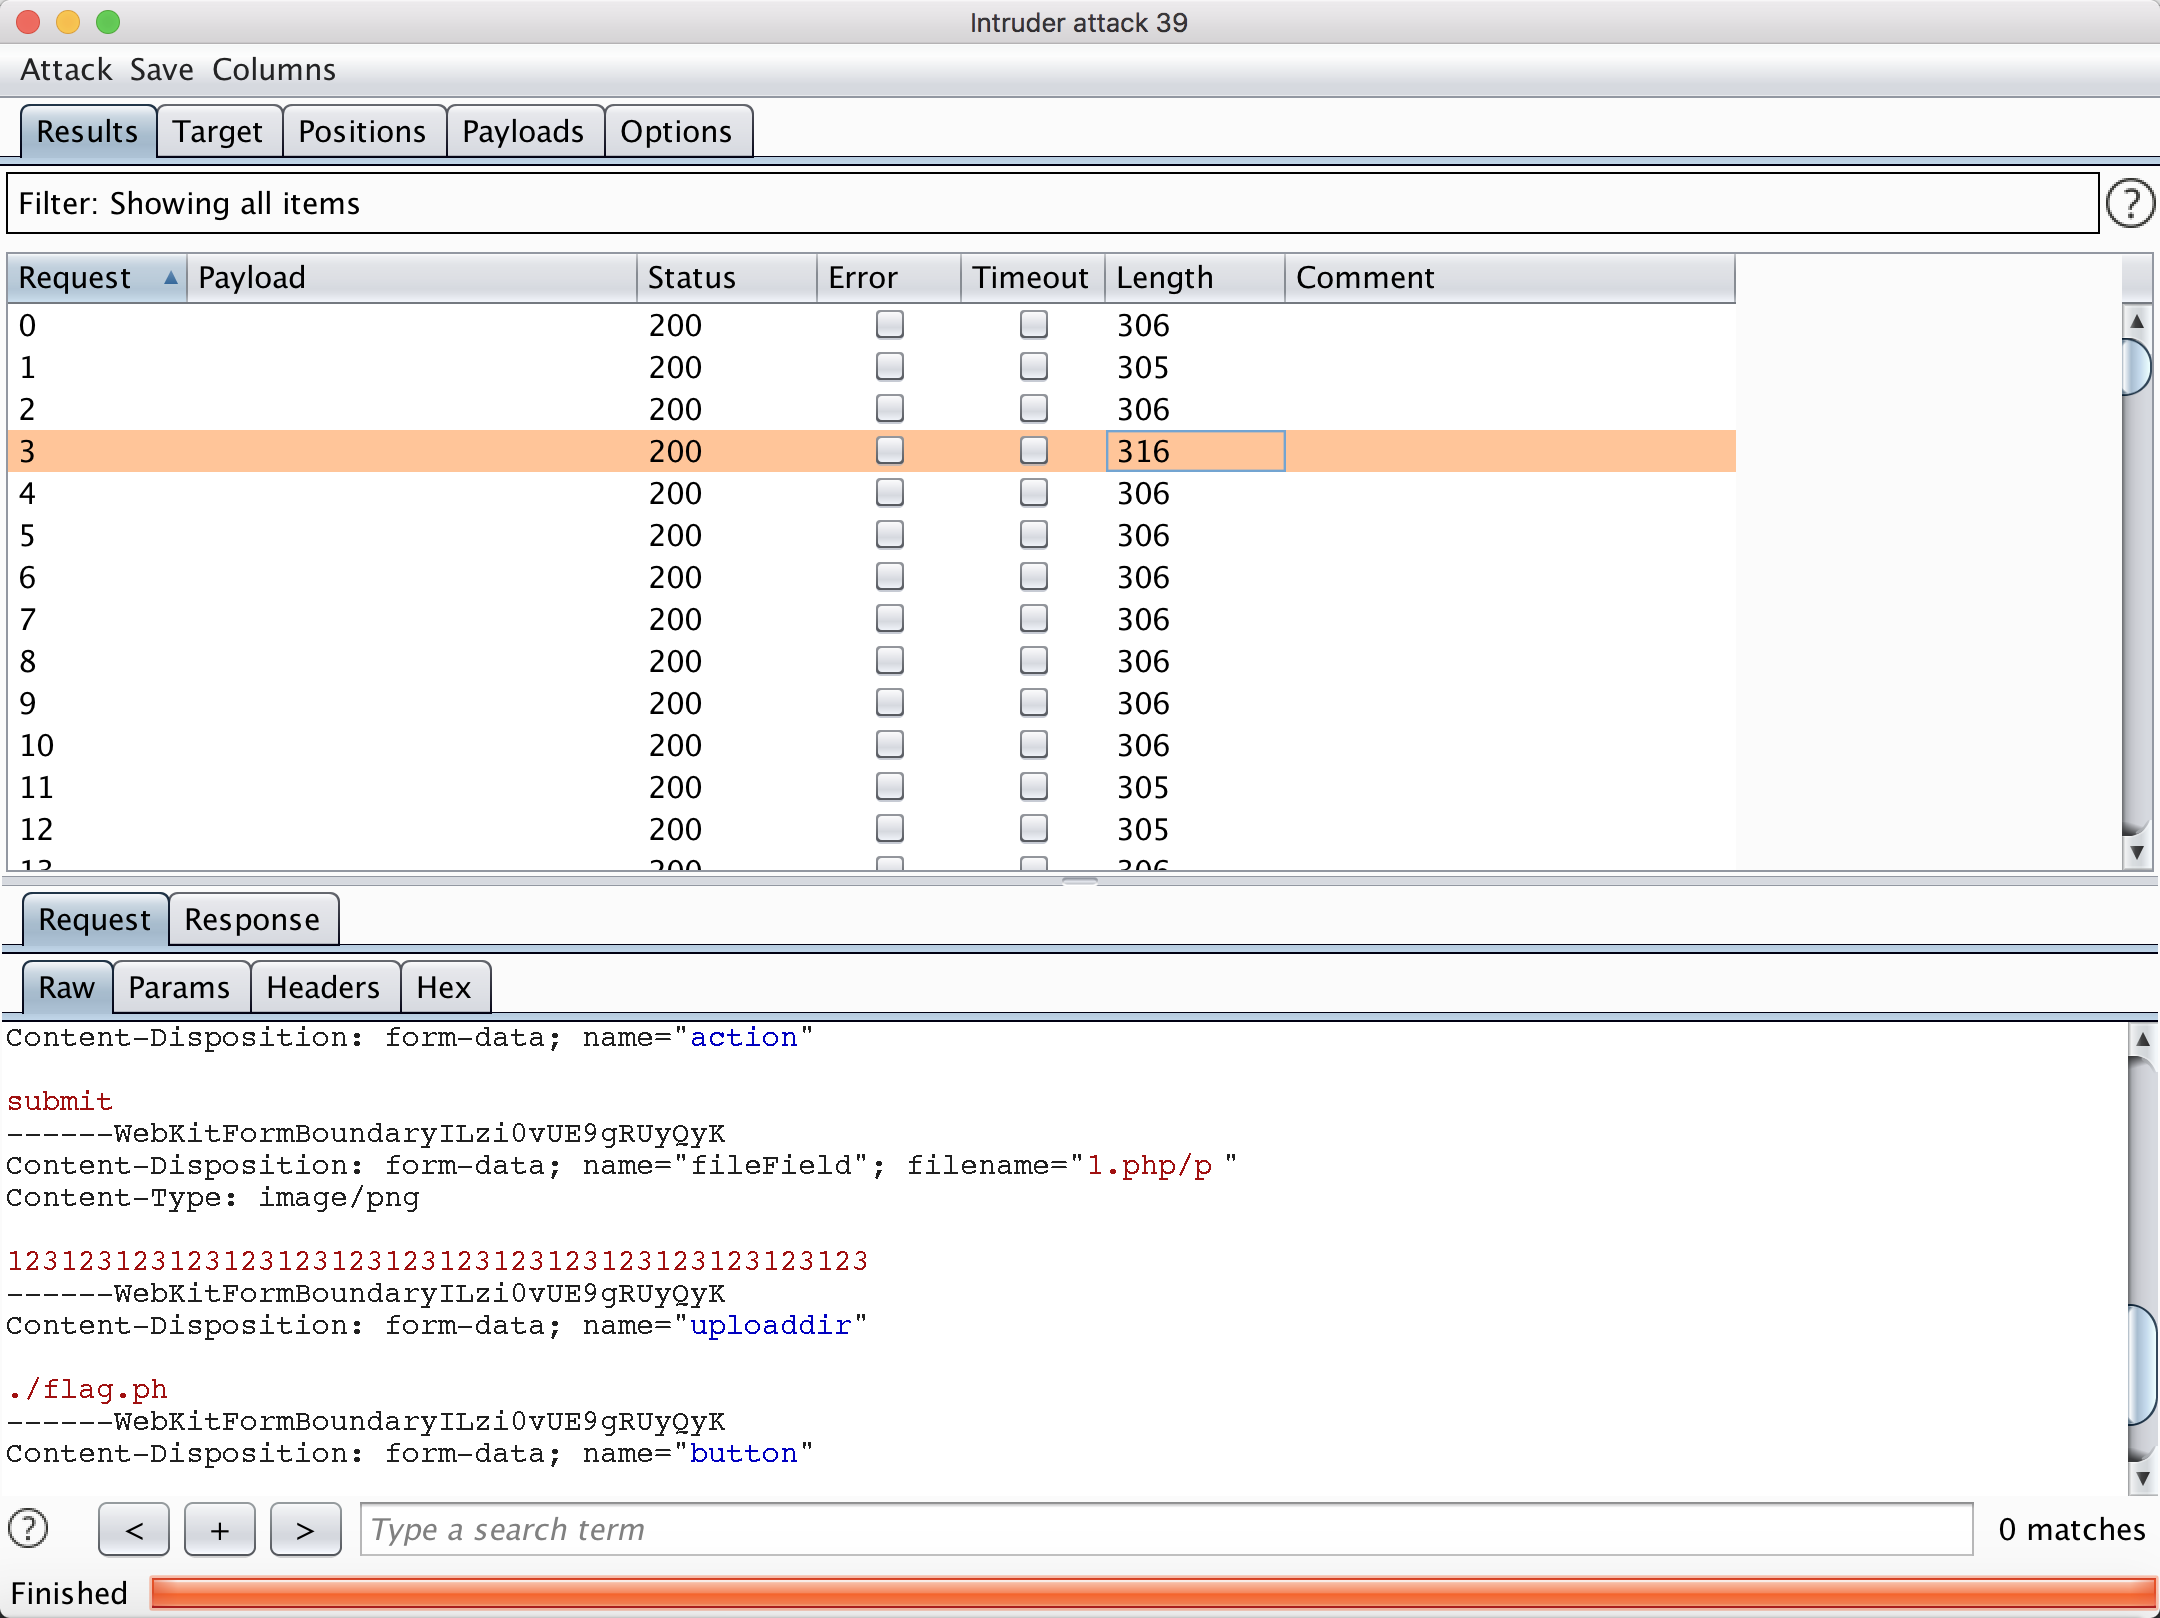 Intruder attack 39
Attack Save Columns
Results Target Positions Payloads Options
Filter: Showing all items ?
Request ▲ Payload Status Error Timeout Length Comment
0 200 306
1 200 305
2 200 306
3 200 316
4 200 306
5 200 306
6 200 306
7 200 306
8 200 306
9 200 306
10 200 306
11 200 305
12 200 305
13 200 306
Request Response
Raw Params Headers Hex
Content-Disposition: form-data; name="action"
submit
------WebKitFormBoundaryILzi0vUE9gRUyQyK
Content-Disposition: form-data; name="fileField"; filename="1.php/p "
Content-Type: image/png
123123123123123123123123123123123123123123123123
------WebKitFormBoundaryILzi0vUE9gRUyQyK
Content-Disposition: form-data; name="uploaddir"
./flag.ph
------WebKitFormBoundaryILzi0vUE9gRUyQyK
Content-Disposition: form-data; name="button"
? < + > Type a search term 0 matches
Finished